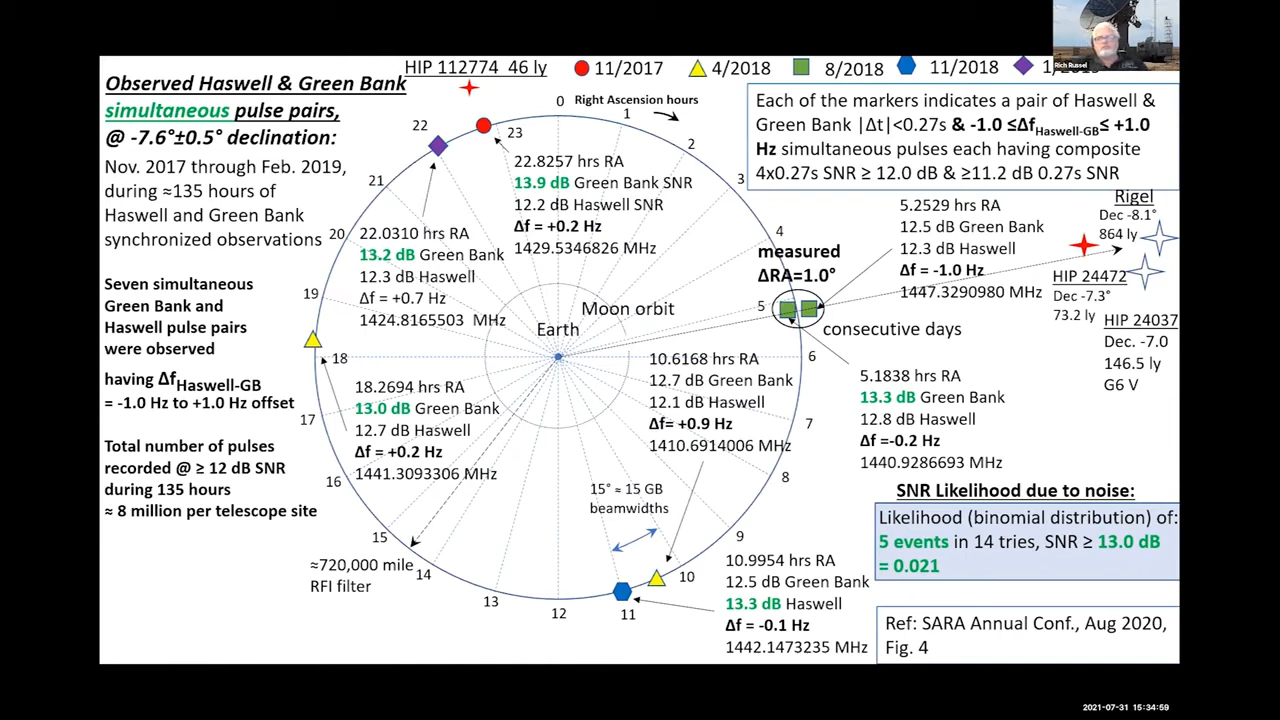 Observed Haswell & Green Bank
simultaneous pulse pairs,
@ -7.6°±0.5° declination:
Nov. 2017 through Feb. 2019,
during ≈135 hours of
Haswell and Green Bank
synchronized observations
Seven simultaneous
Green Bank and
Haswell pulse pairs
were observed
having ΔfHaswell-GB
= -1.0 Hz to +1.0 Hz offset
Total number of pulses
recorded @ ≥ 12 dB SNR
during 135 hours
≈ 8 million per telescope site
HIP 112774 46 ly
11/2017
4/2018
8/2018
11/2018
Rich Russel
0 Right Ascension hours
1
2
3
4
5
6
7
8
9
10
11
12
13
14
15
16
17
18
19
20
21
22
23
22.8257 hrs RA
13.9 dB Green Bank SNR
12.2 dB Haswell SNR
Δf = +0.2 Hz
1429.5346826 MHz
22.0310 hrs RA
13.2 dB Green Bank
12.3 dB Haswell
Δf = +0.7 Hz
1424.8165503 MHz
Moon orbit
Earth
18.2694 hrs RA
13.0 dB Green Bank
12.7 dB Haswell
Δf = +0.2 Hz
1441.3093306 MHz
10.6168 hrs RA
12.7 dB Green Bank
12.1 dB Haswell
Δf= +0.9 Hz
1410.6914006 MHz
15° ≈ 15 GB
beamwidths
≈720,000 mile
RFI filter
10.9954 hrs RA
12.5 dB Green Bank
13.3 dB Haswell
Δf = -0.1 Hz
1442.1473235 MHz
Each of the markers indicates a pair of Haswell &
Green Bank |Δt|<0.27s & -1.0 ≤ΔfHaswell-GB≤ +1.0
Hz simultaneous pulses each having composite
4x0.27s SNR ≥ 12.0 dB & ≥11.2 dB 0.27s SNR
measured
ΔRA=1.0°
consecutive days
5.2529 hrs RA
12.5 dB Green Bank
12.3 dB Haswell
Δf = -1.0 Hz
1447.3290980 MHz
Rigel
Dec -8.1°
864 ly
HIP 24472
Dec -7.3°
73.2 ly
HIP 24037
Dec. -7.0
146.5 ly
G6 V
5.1838 hrs RA
13.3 dB Green Bank
12.8 dB Haswell
Δf =-0.2 Hz
1440.9286693 MHz
SNR Likelihood due to noise:
Likelihood (binomial distribution) of:
5 events in 14 tries, SNR ≥ 13.0 dB
= 0.021
Ref: SARA Annual Conf., Aug 2020,
Fig. 4
2021-07-31 15:34:59